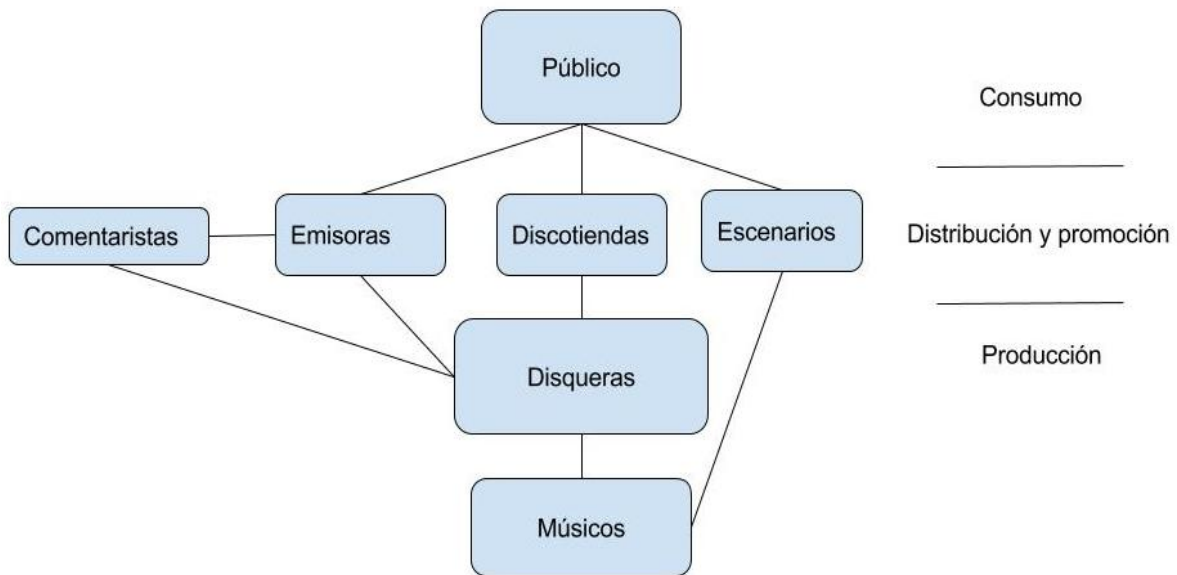 Público
Consumo
Comentaristas
Emisoras
Discotiendas
Escenarios
Distribución y promoción
Disqueras
Producción
Músicos